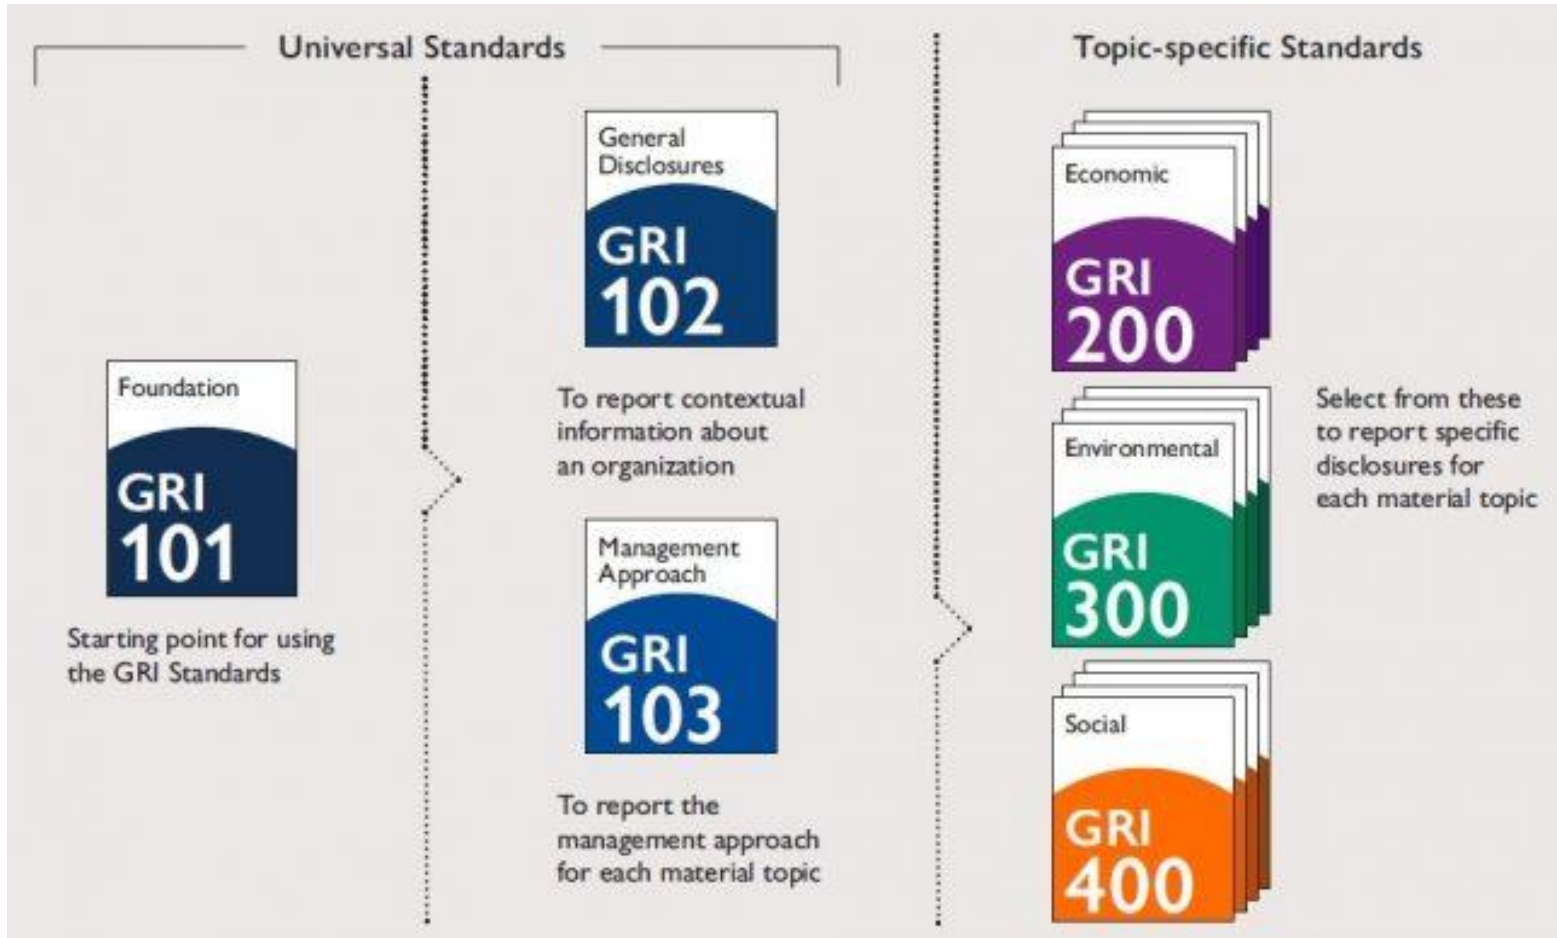 Universal Standards
Topic-specific Standards
Foundation
GRI
101
Starting point for using
the GRI Standards
General
Disclosures
GRI
102
To report contextual
information about
an organization
Management
Approach
GRI
103
To report the
management approach
for each material topic
Economic
GRI
200
Environmental
GRI
300
Social
GRI
400
Select from these
to report specific
disclosures for
each material topic